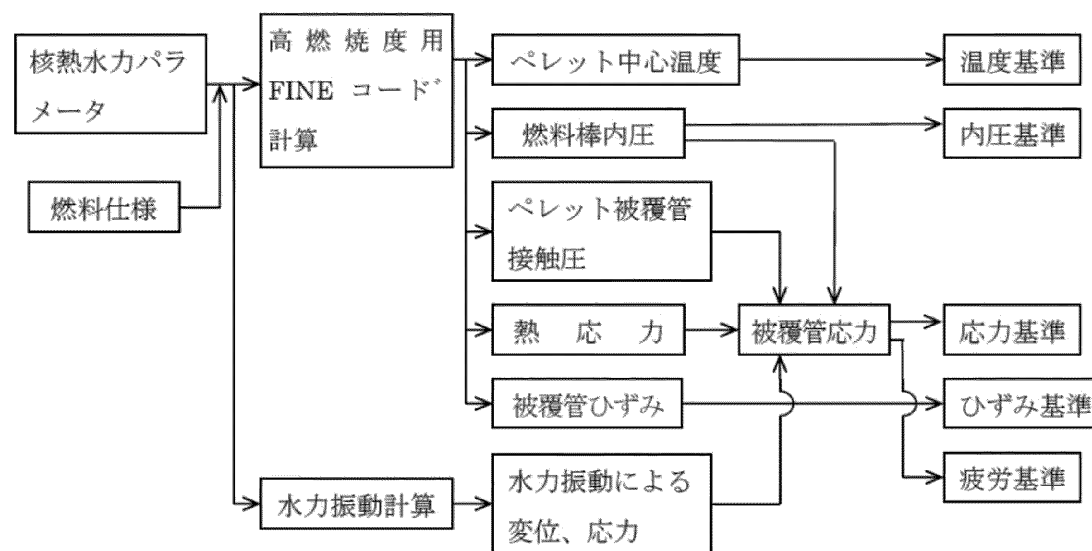 核熱水力パラ
メータ
燃料仕様
高燃焼度用
FINE コード
計算
水力振動計算
ペレット中心温度
燃料棒内圧
ペレット被覆管
接触圧
熱応力
被覆管ひずみ
水力振動による
変位、応力
被覆管応力
温度基準
内圧基準
応力基準
ひずみ基準
疲労基準